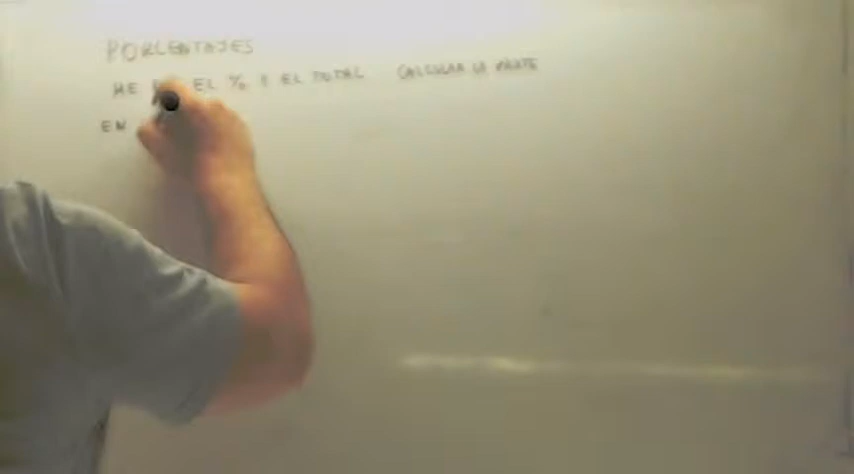 PORCENTAJES
ME EL % Y EL TOTAL CALCULAR LA PARTE
EN